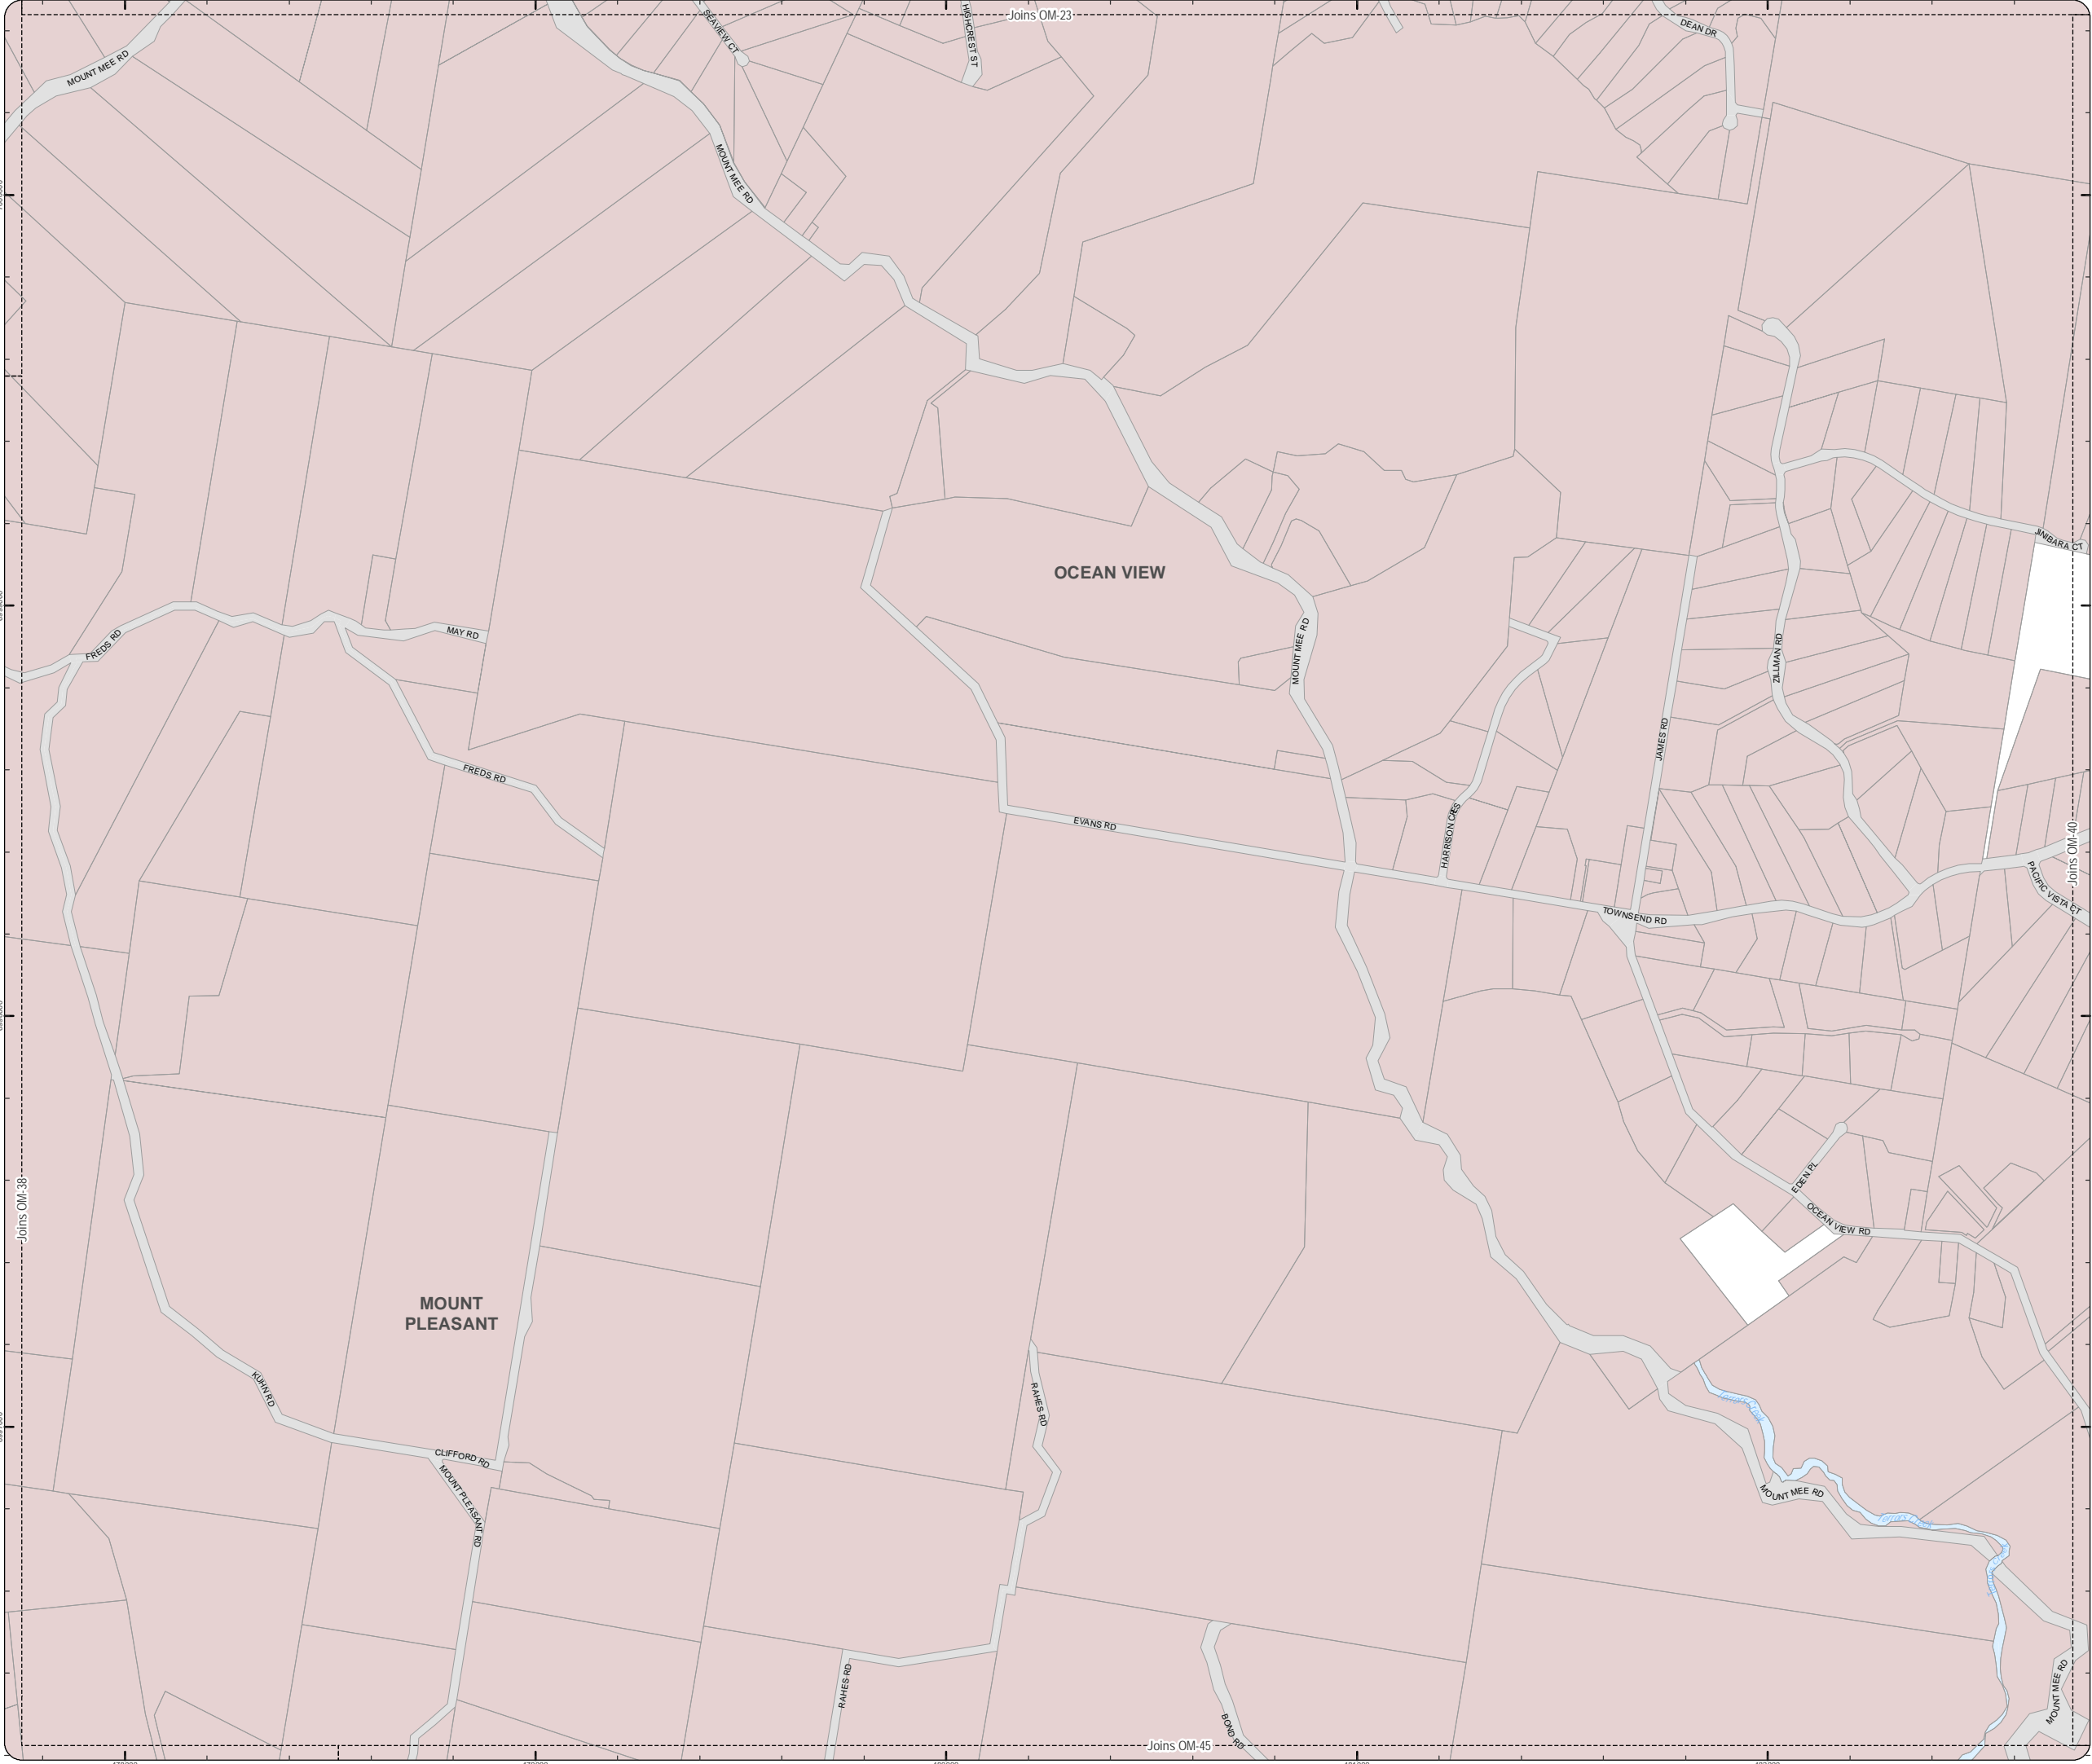 Joins OM-23
SEAVIEW CT
HIGHCREST ST
DEAN DR
MOUNT MEE RD
MOUNT MEE RD
JINIBARA CT
OCEAN VIEW
MOUNT MEE RD
FREDS RD
MAY RD
ZILLMAN RD
JAMES RD
FREDS RD
EVANS RD
HARRISON CRES
Joins OM-40
PACIFIC VISTA CT
TOWNSEND RD
Joins OM-38
EDEN PL
OCEAN VIEW RD
MOUNT
PLEASANT
KUHN RD
RAHES RD
CLIFFORD RD
MOUNT PLEASANT RD
MOUNT MEE RD
RAHES RD
MOUNT MEE RD
BOND RD
Joins OM-45